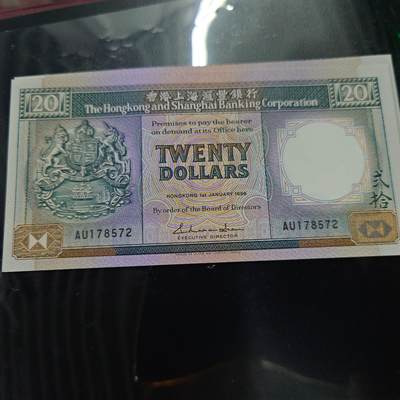 香港上海滙豐銀行
20 The Hongkong and Shanghai Banking Corporation 20
Promises to pay the bearer
on demand at its Office here
TWENTY
DOLLARS
HONGKONG 1st JANUARY
By order of the Board of Directors
貳拾
AU178572
AU178572
EXECUTIVE DIRECTOR